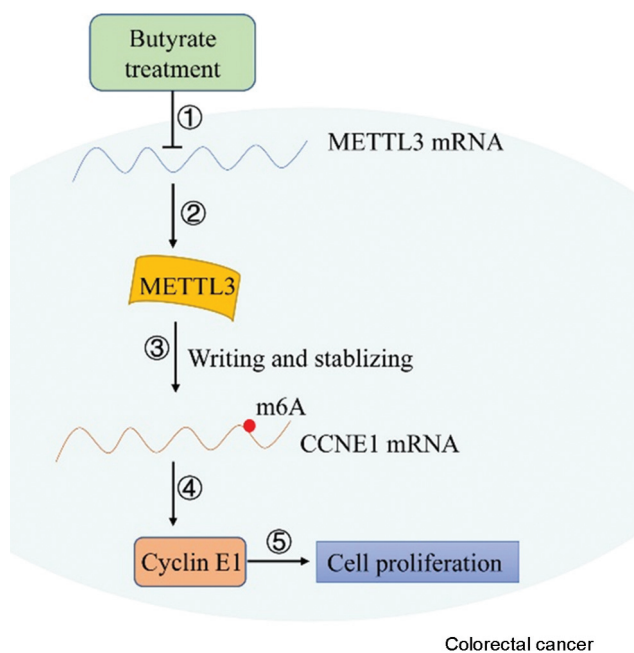 Butyrate
treatment
①
METTL3 mRNA
②
METTL3
③
Writing and stablizing
m6A
CCNE1 mRNA
④
Cyclin E1
⑤
Cell proliferation
Colorectal cancer